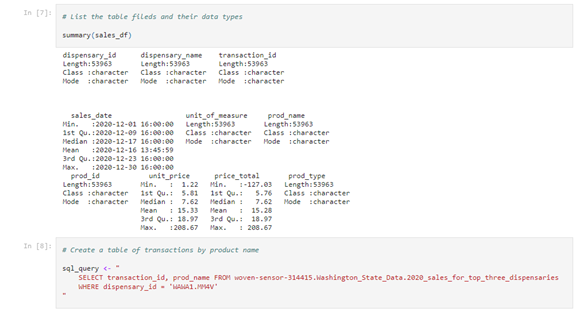 In [7]:
# List the table fileds and their data types
summary(sales_df)
dispensary_id dispensary_name transaction_id
Length:53963 Length:53963 Length:53963
Class :character Class :character Class :character
Mode :character Mode :character Mode :character
sales_date unit_of_measure prod_name
Min. :2020-12-01 16:00:00 Length:53963 Length:53963
1st Qu.:2020-12-09 16:00:00 Class :character Class :character
Median :2020-12-17 16:00:00 Mode :character Mode :character
Mean :2020-12-16 13:45:59
3rd Qu.:2020-12-23 16:00:00
Max. :2020-12-30 16:00:00
prod_id unit_price price_total prod_type
Length:53963 Min. : 1.22 Min. :-127.03 Length:53963
Class :character 1st Qu.: 5.81 1st Qu.: 5.76 Class :character
Mode :character Median : 7.62 Median : 7.62 Mode :character
Mean : 15.33 Mean : 15.28
3rd Qu.: 18.97 3rd Qu.: 18.97
Max. :208.67 Max. : 208.67
In [8]:
# Create a table of transactions by product name
sql_query <- "
SELECT transaction_id, prod_name FROM woven-sensor-314415.Washington_State_Data.2020_sales_for_top_three_dispensaries
WHERE dispensary_id = 'WAWA1.MM4V'
"